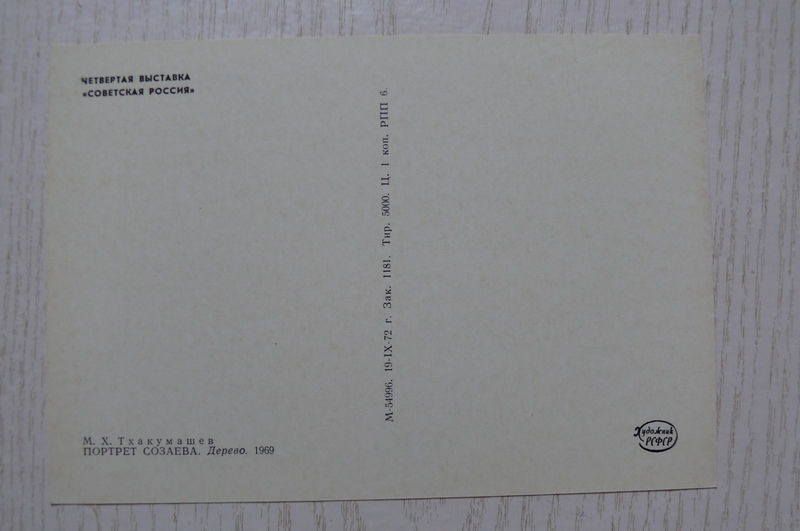 ЧЕТВЕРТАЯ ВЫСТАВКА
«СОВЕТСКАЯ РОССИЯ»
М-54996. 19-IX-72 г. Зак. 1181. Тир. 5000. Ц. 1 коп. РПП 6.
М. Х. Тхакумашев
ПОРТРЕТ СОЗАЕВА. Дерево. 1969
Художник
РСФСР